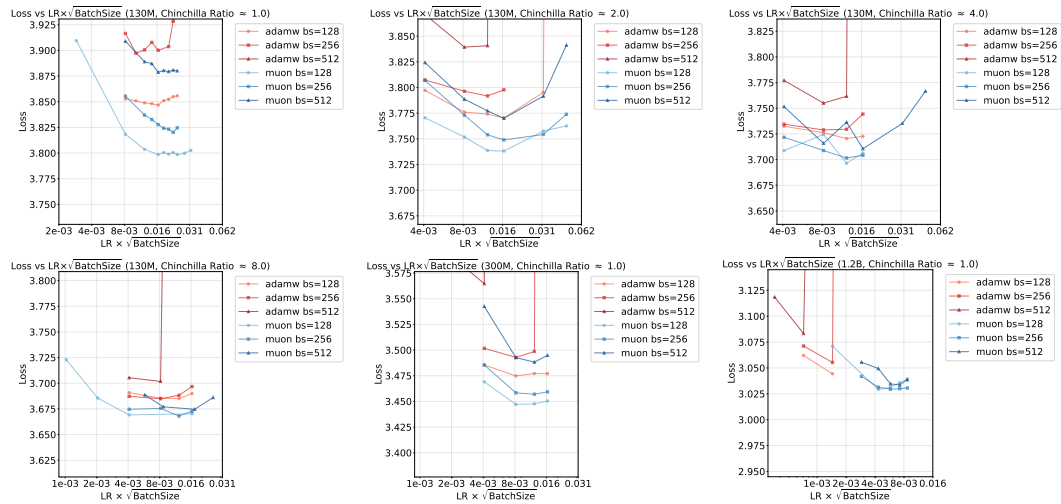 Loss vs LR×√BatchSize (130M, Chinchilla Ratio ≈ 1.0)
3.925
3.900
3.875
3.850
3.825
3.800
3.775
3.750
Loss
2e-03 4e-03 8e-03 0.016 0.031 0.062
LR × √BatchSize
adamw bs=128
adamw bs=256
adamw bs=512
muon bs=128
muon bs=256
muon bs=512
Loss vs LR×√BatchSize (130M, Chinchilla Ratio ≈ 2.0)
3.850
3.825
3.800
3.775
3.750
3.725
3.700
3.675
Loss
4e-03 8e-03 0.016 0.031 0.062
LR × √BatchSize
adamw bs=128
adamw bs=256
adamw bs=512
muon bs=128
muon bs=256
muon bs=512
Loss vs LR×√BatchSize (130M, Chinchilla Ratio ≈ 4.0)
3.825
3.800
3.775
3.750
3.725
3.700
3.675
3.650
Loss
4e-03 8e-03 0.016 0.031 0.062
LR × √BatchSize
adamw bs=128
adamw bs=256
adamw bs=512
muon bs=128
muon bs=256
muon bs=512
Loss vs LR×√BatchSize (130M, Chinchilla Ratio ≈ 8.0)
3.800
3.775
3.750
3.725
3.700
3.675
3.650
3.625
Loss
1e-03 2e-03 4e-03 8e-03 0.016 0.031
LR × √BatchSize
adamw bs=128
adamw bs=256
adamw bs=512
muon bs=128
muon bs=256
muon bs=512
Loss vs LR×√BatchSize (300M, Chinchilla Ratio ≈ 1.0)
3.575
3.550
3.525
3.500
3.475
3.450
3.425
3.400
Loss
1e-03 2e-03 4e-03 8e-03 0.016 0.031
LR × √BatchSize
adamw bs=128
adamw bs=256
adamw bs=512
muon bs=128
muon bs=256
muon bs=512
Loss vs LR×√BatchSize (1.2B, Chinchilla Ratio ≈ 1.0)
3.125
3.100
3.075
3.050
3.025
3.000
2.975
2.950
Loss
1e-03 2e-03 4e-03 8e-03 0.016
LR × √BatchSize
adamw bs=128
adamw bs=256
adamw bs=512
muon bs=128
muon bs=256
muon bs=512